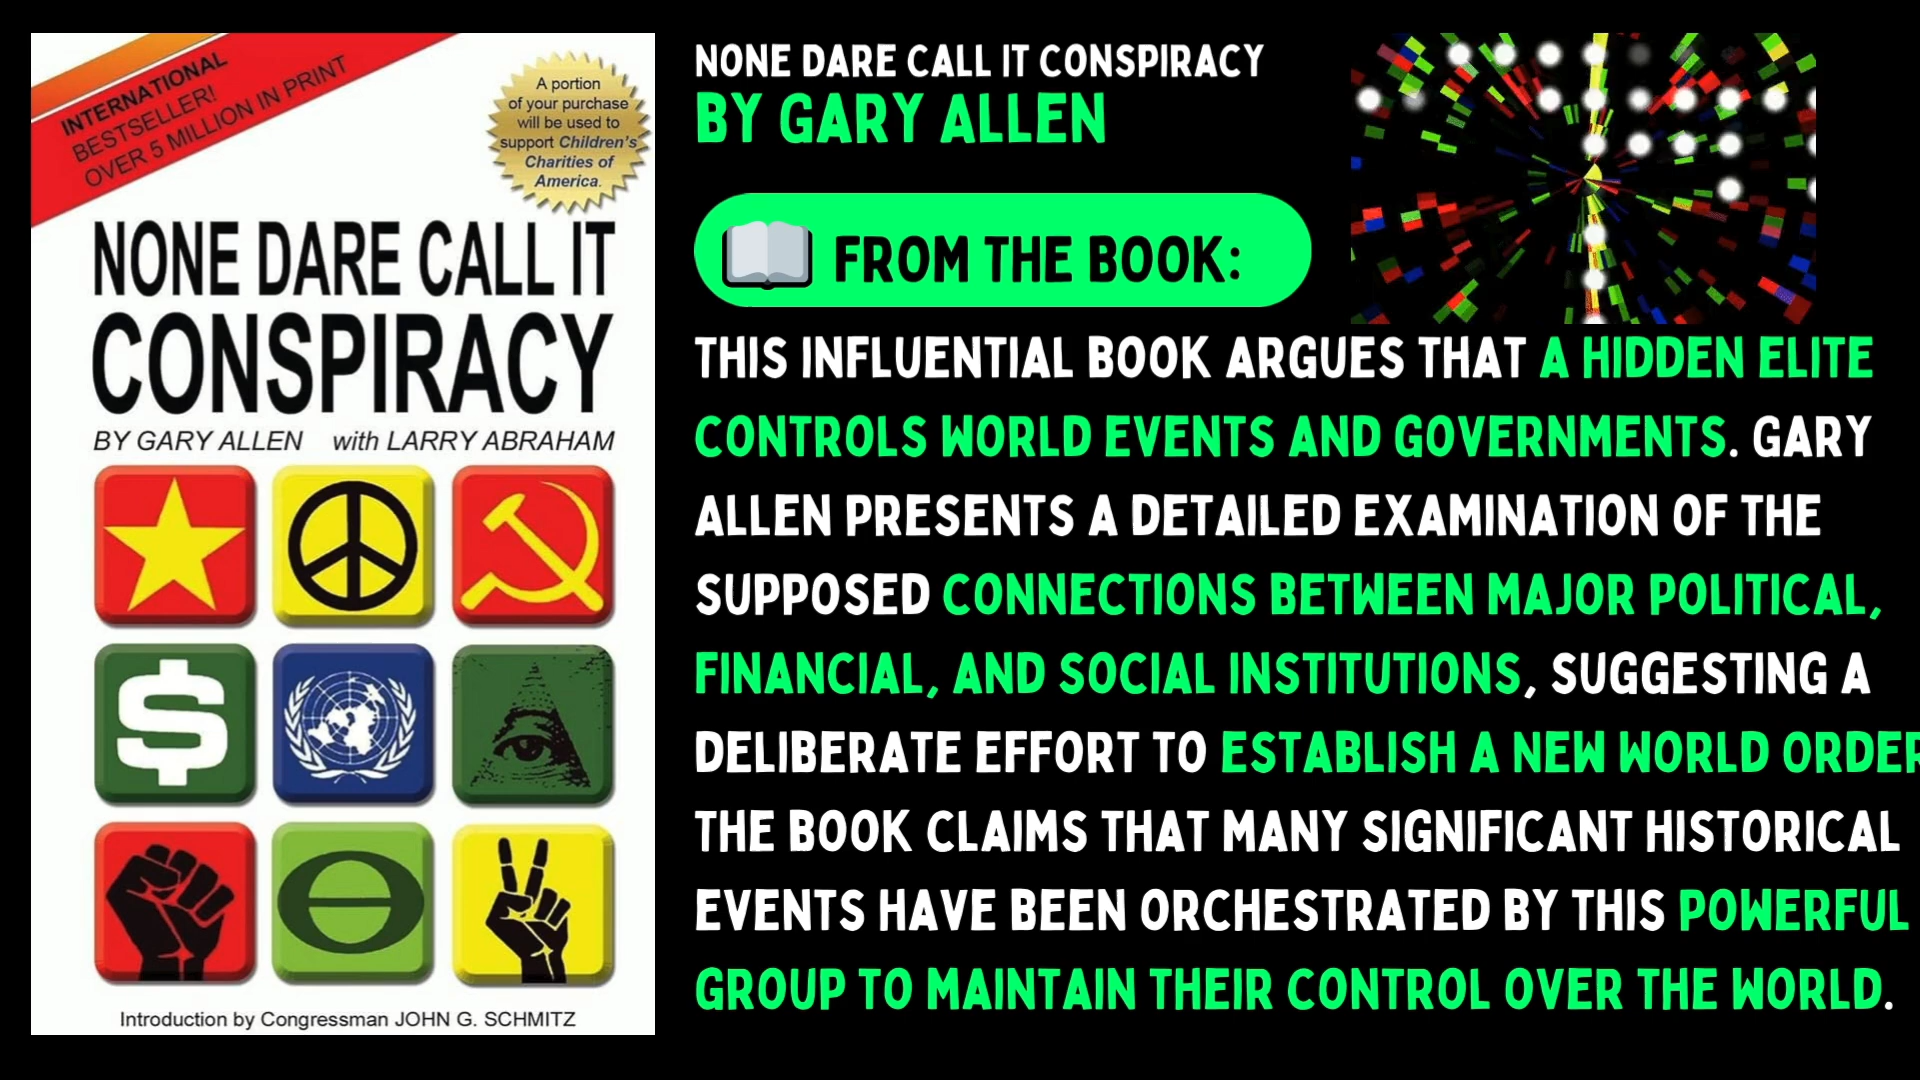 INTERNATIONAL
BESTSELLER!
OVER 5 MILLION IN PRINT
A portion
of your purchase
will be used to
support Children's
Charities of
America.
NONE DARE CALL IT
CONSPIRACY
BY GARY ALLEN with LARRY ABRAHAM
$
Introduction by Congressman JOHN G. SCHMITZ
NONE DARE CALL IT CONSPIRACY
BY GARY ALLEN
FROM THE BOOK:
THIS INFLUENTIAL BOOK ARGUES THAT A HIDDEN ELITE
CONTROLS WORLD EVENTS AND GOVERNMENTS. GARY
ALLEN PRESENTS A DETAILED EXAMINATION OF THE
SUPPOSED CONNECTIONS BETWEEN MAJOR POLITICAL,
FINANCIAL, AND SOCIAL INSTITUTIONS, SUGGESTING A
DELIBERATE EFFORT TO ESTABLISH A NEW WORLD ORDER
THE BOOK CLAIMS THAT MANY SIGNIFICANT HISTORICAL
EVENTS HAVE BEEN ORCHESTRATED BY THIS POWERFUL
GROUP TO MAINTAIN THEIR CONTROL OVER THE WORLD.